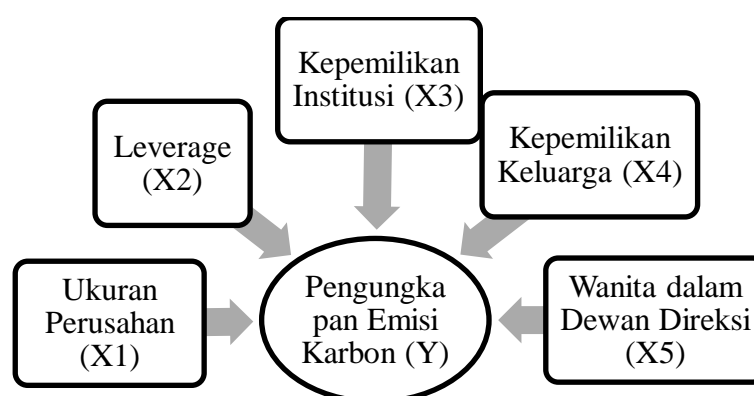 Kepemilikan
Institusi (X3)
Leverage
(X2)
Kepemilikan
Keluarga (X4)
Ukuran
Perusahan
(X1)
Pengungka
pan Emisi
Karbon (Y)
Wanita dalam
Dewan Direksi
(X5)